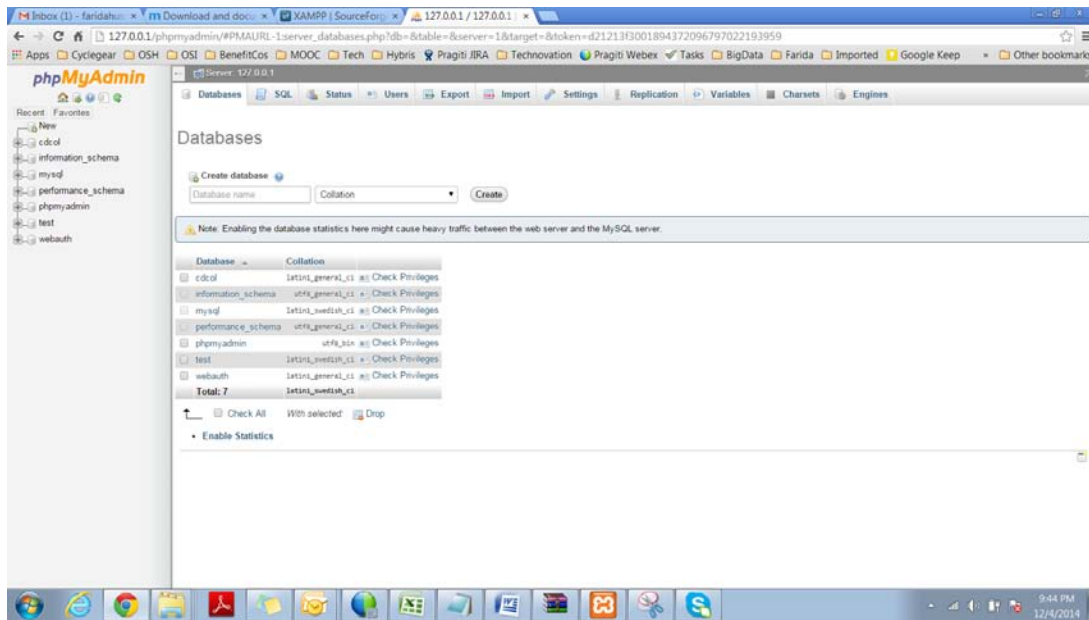 Inbox (1) - faridahus
Download and docu
XAMPP | SourceForg
127.0.0.1 / 127.0.0.1 |
127.0.0.1/phpmyadmin/#PMAURL-1:server_databases.php?db=&table=&server=1&target=&token=d21213f3001894372096797022193959
Apps Cyclegear OSH OSI BenefitCos MOOC Tech Hybris Pragiti JIRA Technovation Pragiti Webex Tasks BigData Farida Imported Google Keep » Other bookmarks
phpMyAdmin
Recent Favorites
New
cdcol
information_schema
mysql
performance_schema
phpmyadmin
test
webauth
Server: 127.0.0.1
Databases SQL Status Users Export Import Settings Replication Variables Charsets Engines
Databases
Create database
Database name Collation Create
Note: Enabling the database statistics here might cause heavy traffic between the web server and the MySQL server.
Database Collation
cdcol latin1_general_ci Check Privileges
information_schema utf8_general_ci Check Privileges
mysql latin1_swedish_ci Check Privileges
performance_schema utf8_general_ci Check Privileges
phpmyadmin utf8_bin Check Privileges
test latin1_swedish_ci Check Privileges
webauth latin1_general_ci Check Privileges
Total: 7 latin1_swedish_ci
Check All With selected: Drop
Enable Statistics
9:44 PM
12/4/2014